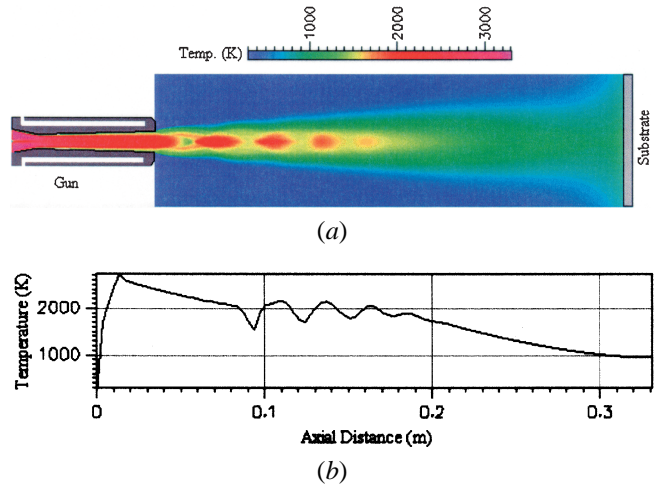 1000
2000
3000
Temp. (K)
Gun
Substrate
(a)
Temperature (K)
2000
1000
0
0.1
0.2
0.3
Axial Distance (m)
(b)